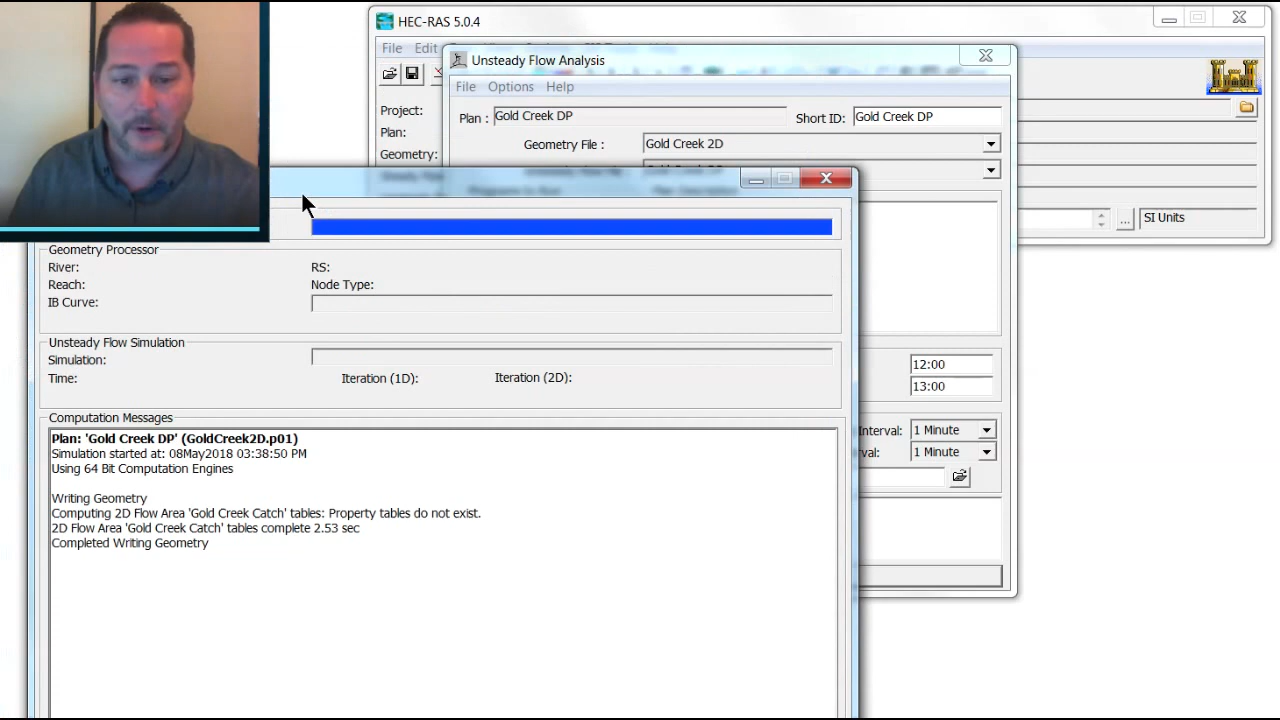 HEC-RAS 5.0.4
File Edit
Unsteady Flow Analysis
File Options Help
Project:
Plan:
Geometry:
Plan : Gold Creek DP Short ID: Gold Creek DP
Geometry File : Gold Creek 2D
... SI Units
Geometry Processor
River: RS:
Reach: Node Type:
IB Curve:
Unsteady Flow Simulation
Simulation:
Time: Iteration (1D): Iteration (2D):
12:00
13:00
Interval: 1 Minute
1 Minute
Computation Messages
Plan: 'Gold Creek DP' (GoldCreek2D.p01)
Simulation started at: 08May2018 03:38:50 PM
Using 64 Bit Computation Engines
Writing Geometry
Computing 2D Flow Area 'Gold Creek Catch' tables: Property tables do not exist.
2D Flow Area 'Gold Creek Catch' tables complete 2.53 sec
Completed Writing Geometry